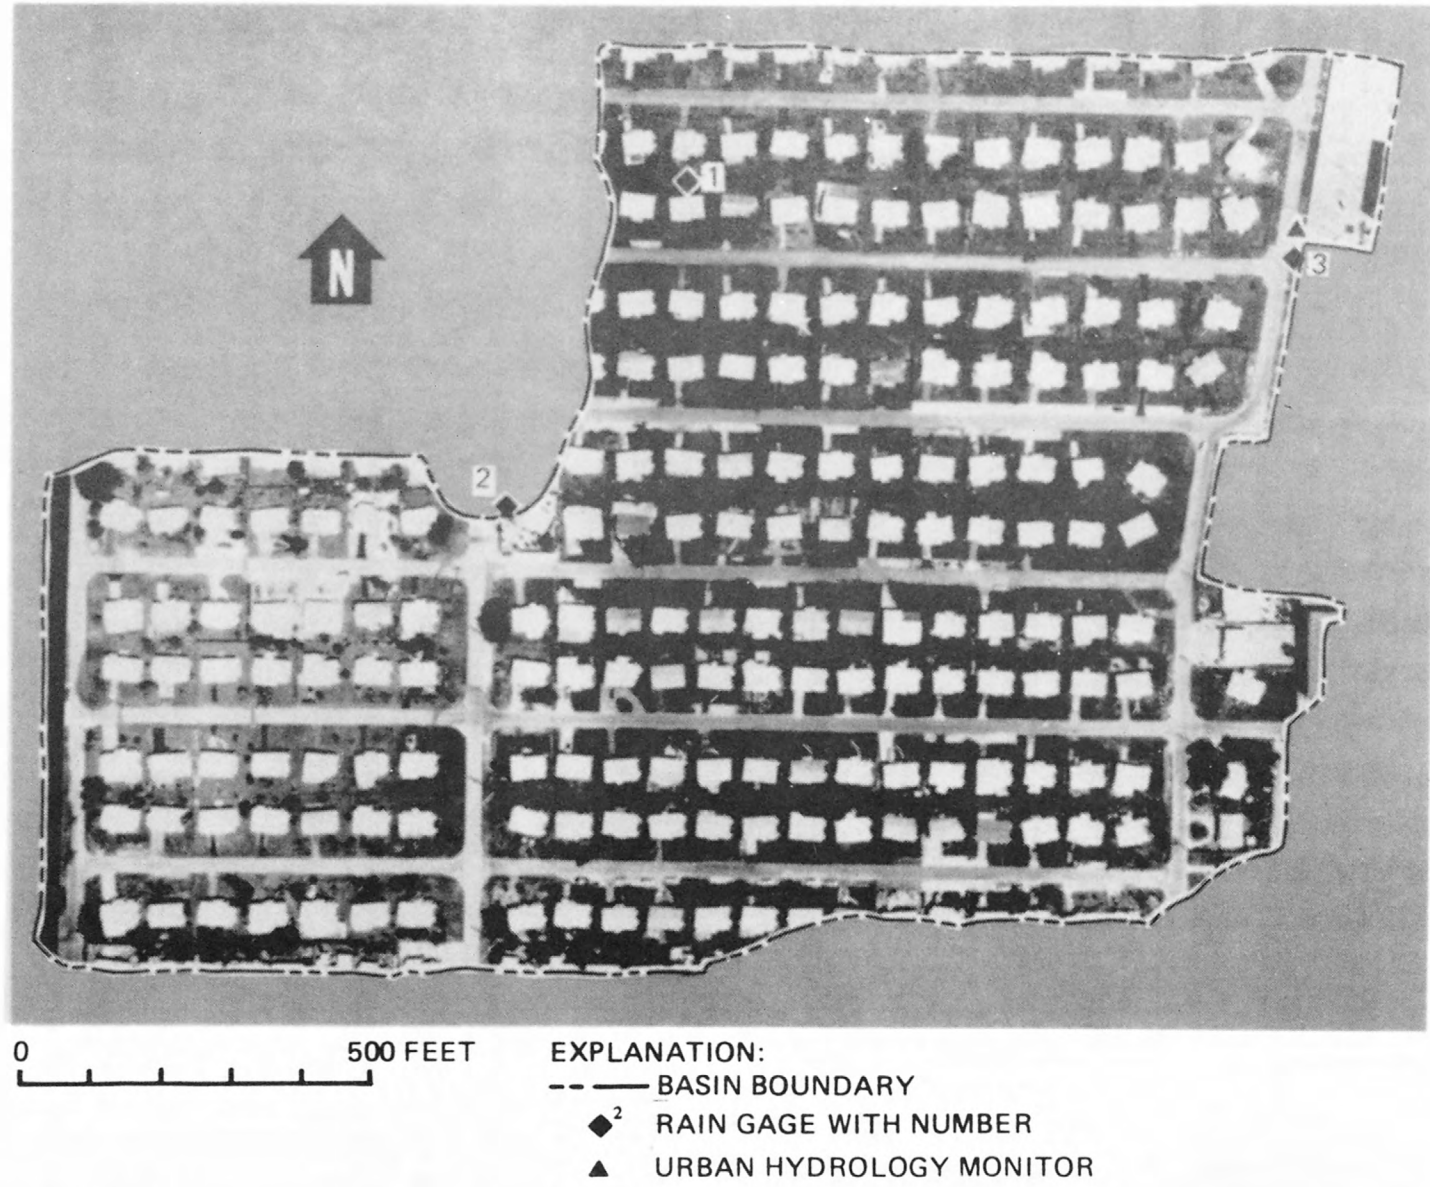 1
N
3
2
0 500 FEET
EXPLANATION:
BASIN BOUNDARY
2 RAIN GAGE WITH NUMBER
URBAN HYDROLOGY MONITOR